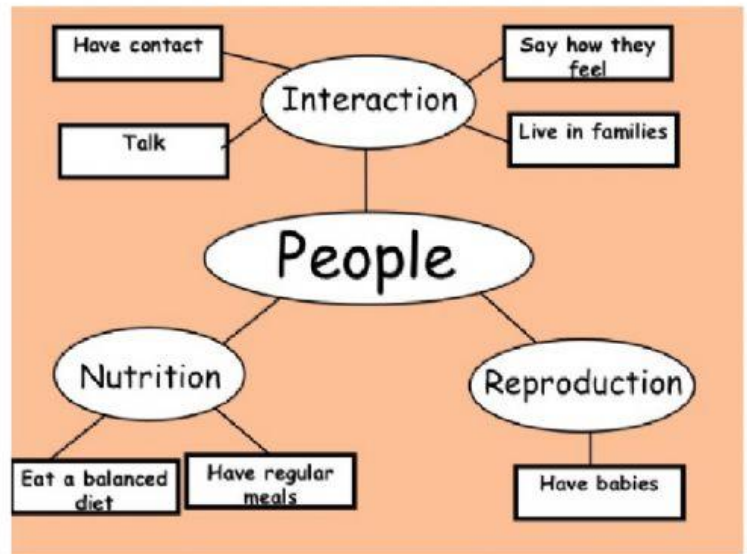 Have contact
Say how they
feel
Interaction
Talk
Live in families
People
Nutrition
Reproduction
Eat a balanced
diet
Have regular
meals
Have babies